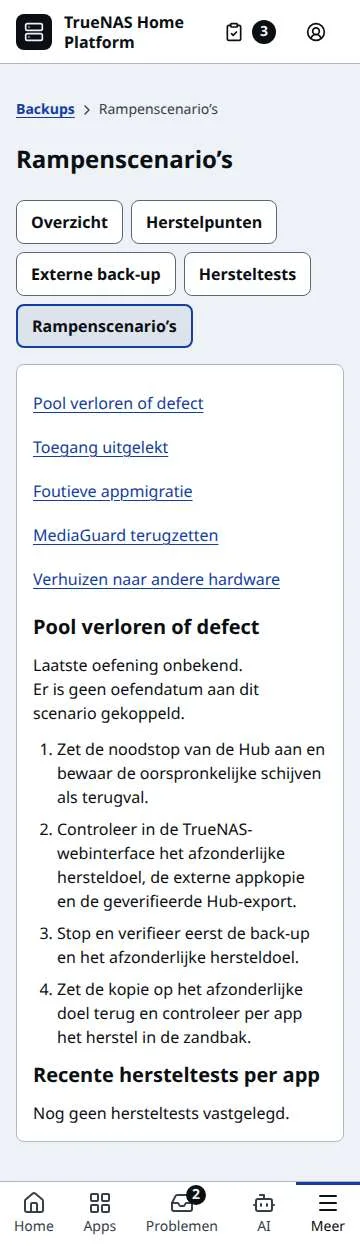 TrueNAS Home
Platform
3
Backups > Rampenscenario’s
Rampenscenario’s
Overzicht
Herstelpunten
Externe back-up
Hersteltests
Rampenscenario’s
Pool verloren of defect
Toegang uitgelekt
Foutieve appmigratie
MediaGuard terugzetten
Verhuizen naar andere hardware
Pool verloren of defect
Laatste oefening onbekend.
Er is geen oefendatum aan dit
scenario gekoppeld.
1. Zet de noodstop van de Hub aan en
bewaar de oorspronkelijke schijven
als terugval.
2. Controleer in de TrueNAS-
webinterface het afzonderlijke
hersteldoel, de externe appkopie
en de geverifieerde Hub-export.
3. Stop en verifieer eerst de back-up
en het afzonderlijke hersteldoel.
4. Zet de kopie op het afzonderlijke
doel terug en controleer per app
het herstel in de zandbak.
Recente hersteltests per app
Nog geen hersteltests vastgelegd.
2
Home
Apps
Problemen
AI
Meer